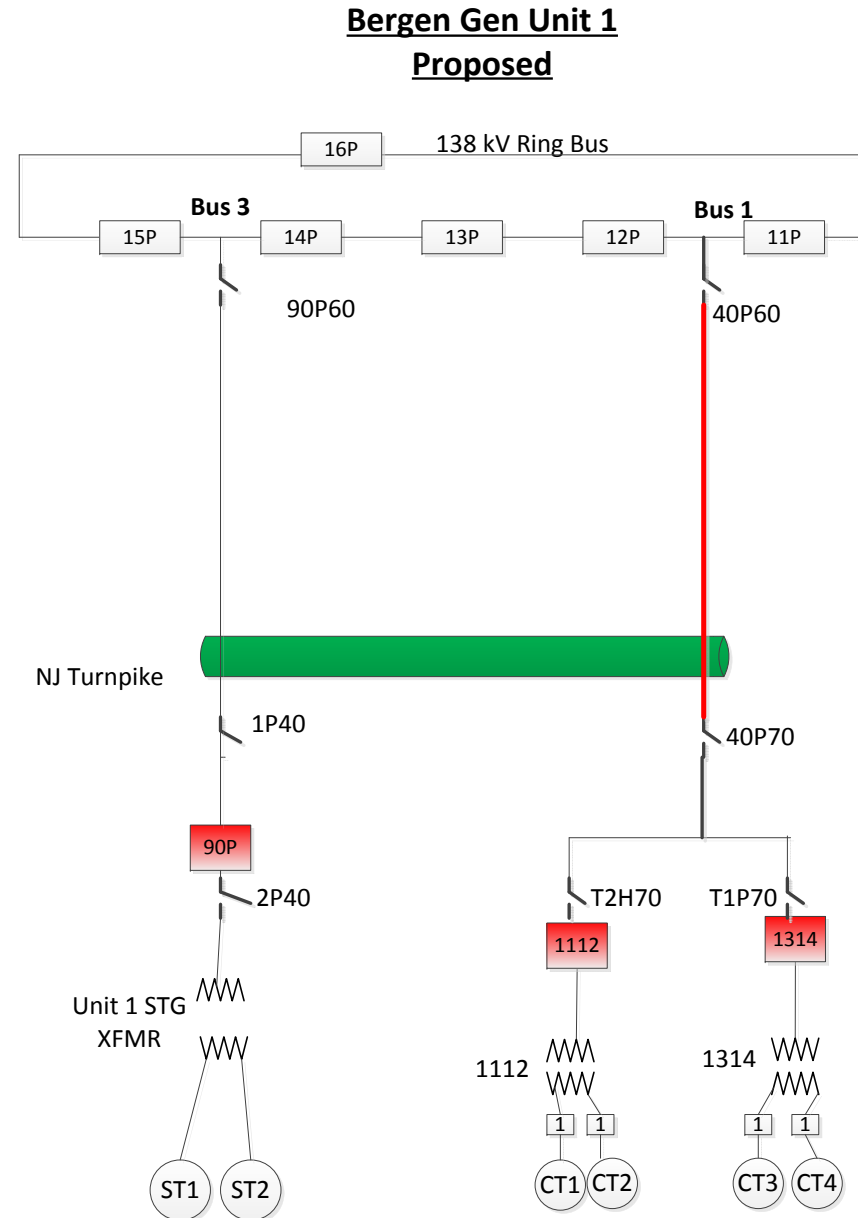 Bergen Gen Unit 1
Proposed
16P
138 kV Ring Bus
Bus 3
Bus 1
15P
14P
13P
12P
11P
90P60
40P60
NJ Turnpike
1P40
40P70
90P
2P40
T2H70
T1P70
1112
1314
Unit 1 STG
XFMR
1112
1314
1
1
1
1
ST1
ST2
CT1
CT2
CT3
CT4